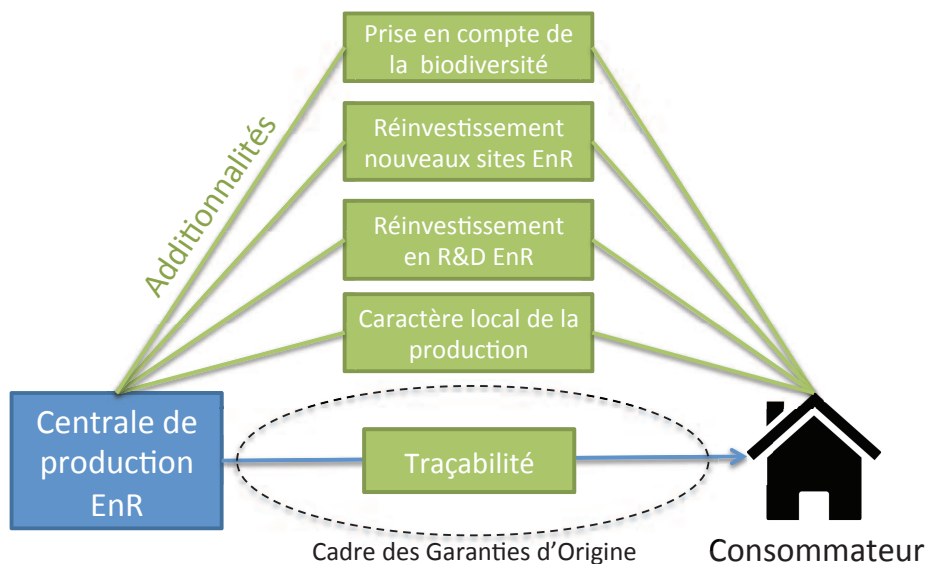 Prise en compte de
la biodiversité
Réinvestissement
nouveaux sites EnR
Additionnalités
Réinvestissement
en R&D EnR
Caractère local de la
production
Centrale de
production
EnR
Traçabilité
Cadre des Garanties d’Origine
Consommateur